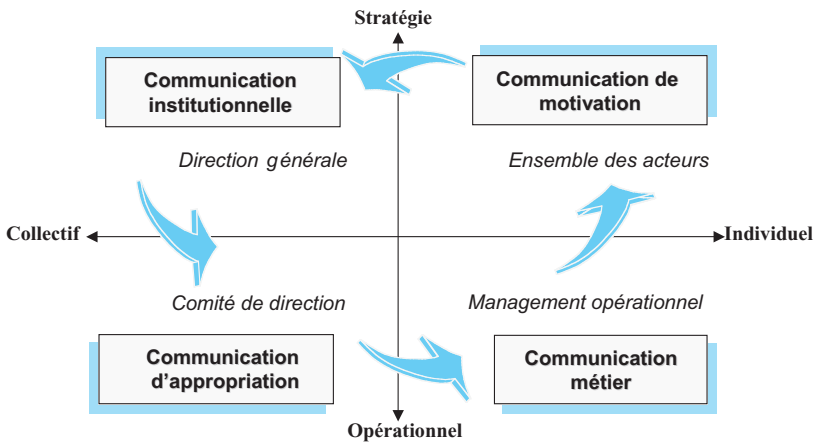 Stratégie
Communication
institutionnelle
Communication de
motivation
Direction générale
Ensemble des acteurs
Collectif
Individuel
Comité de direction
Management opérationnel
Communication
d'appropriation
Communication
métier
Opérationnel